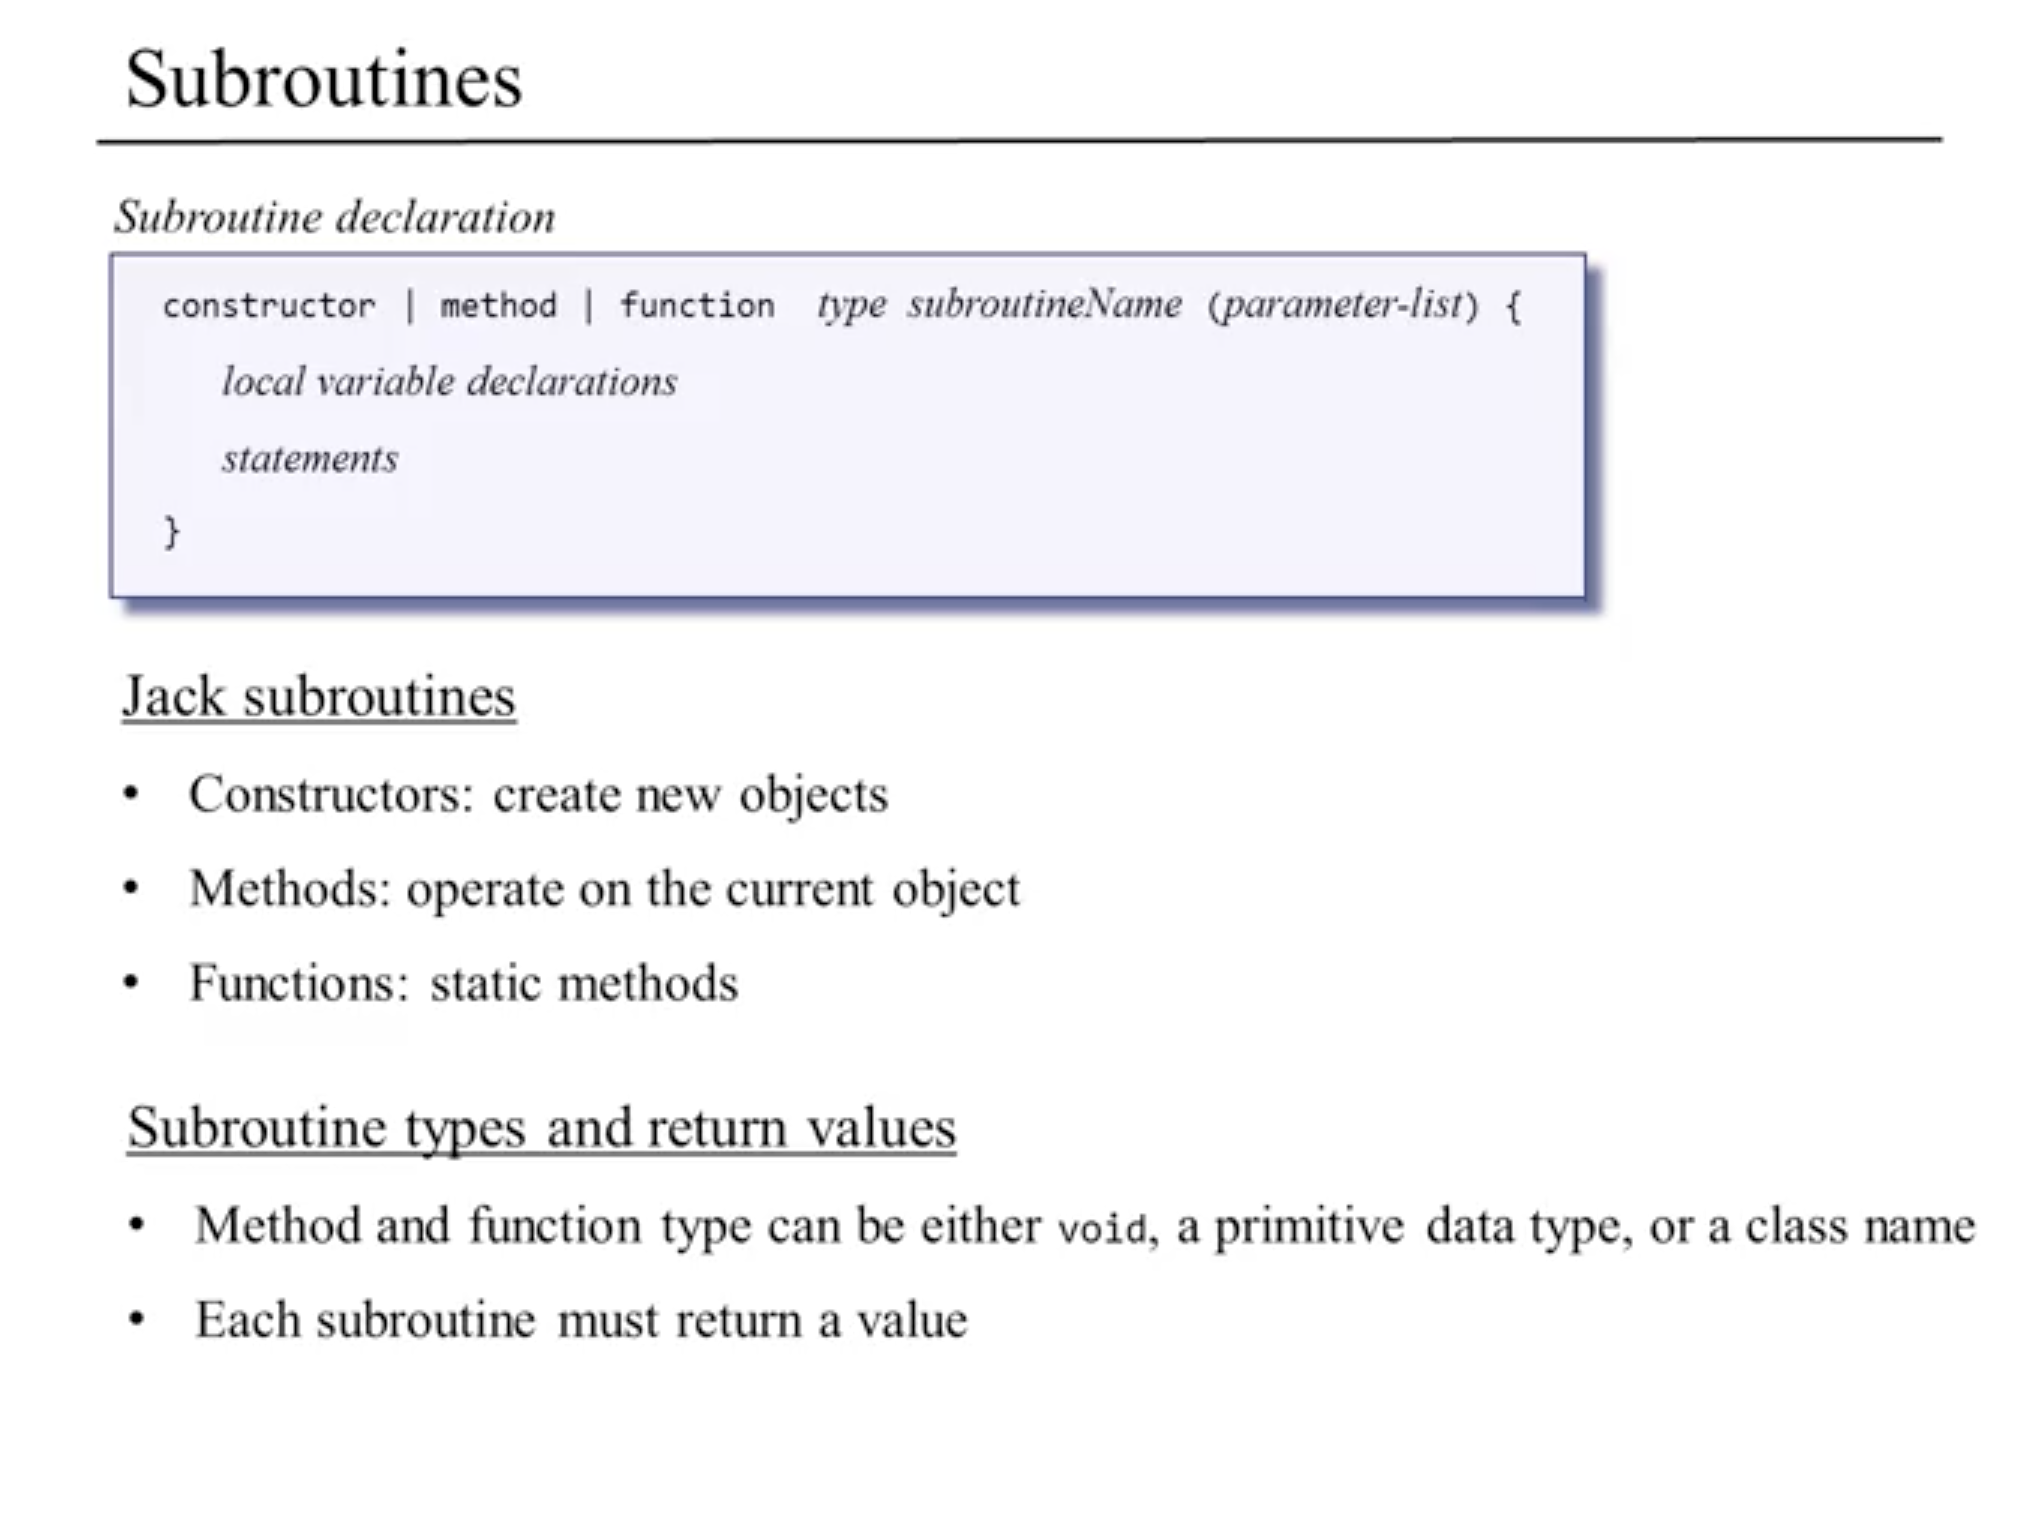 Subroutines
Subroutine declaration
constructor | method | function type subroutineName (parameter-list) {
local variable declarations
statements
}
Jack subroutines
• Constructors: create new objects
• Methods: operate on the current object
• Functions: static methods
Subroutine types and return values
• Method and function type can be either void, a primitive data type, or a class name
• Each subroutine must return a value